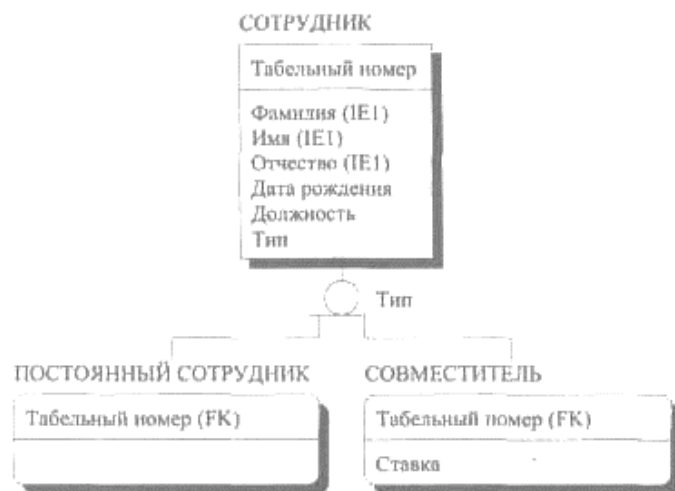 СОТРУДНИК
Табельный номер
Фамилия (IE1)
Имя (IE1)
Отчество (IE1)
Дата рождения
Должность
Тип
Тип
ПОСТОЯННЫЙ СОТРУДНИК
СОВМЕСТИТЕЛЬ
Табельный номер (FK)
Табельный номер (FK)
Ставка